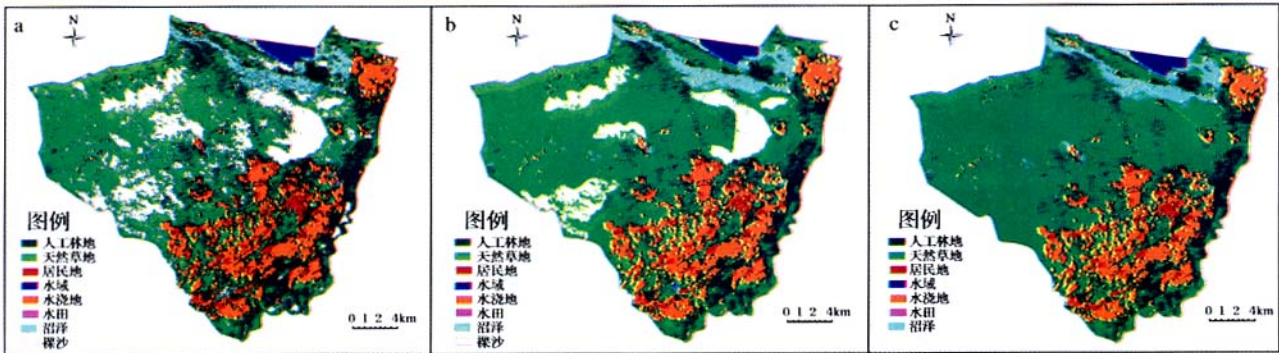 a
N
图例
人工林地
天然草地
居民地
水域
水浇地
水田
沼泽
裸沙
0 1 2 4km
b
N
图例
人工林地
天然草地
居民地
水域
水浇地
水田
沼泽
裸沙
0 1 2 4km
c
N
图例
人工林地
天然草地
居民地
水域
水浇地
水田
沼泽
0 1 2 4km